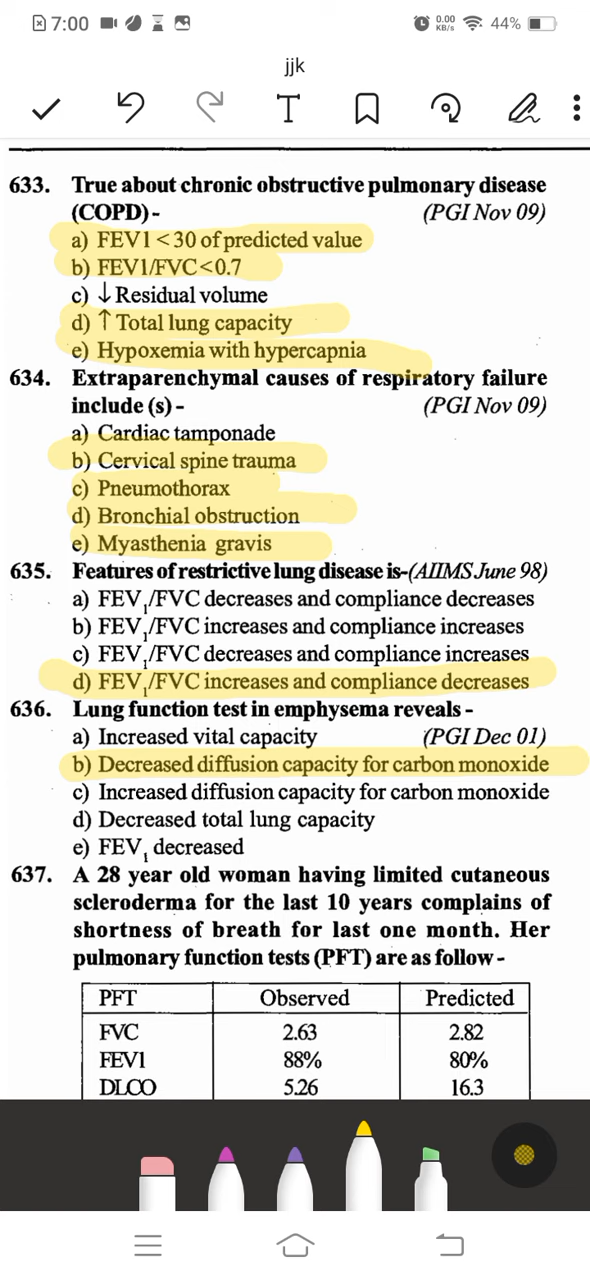 7:00
0.00
KB/s
44%
jjk
T
633. True about chronic obstructive pulmonary disease
(COPD) - (PGI Nov 09)
a) FEV1 < 30 of predicted value
b) FEV1/FVC<0.7
c) ↓ Residual volume
d) ↑ Total lung capacity
e) Hypoxemia with hypercapnia
634. Extraparenchymal causes of respiratory failure
include (s) - (PGI Nov 09)
a) Cardiac tamponade
b) Cervical spine trauma
c) Pneumothorax
d) Bronchial obstruction
e) Myasthenia gravis
635. Features of restrictive lung disease is-(AIIMS June 98)
a) FEV₁/FVC decreases and compliance decreases
b) FEV₁/FVC increases and compliance increases
c) FEV₁/FVC decreases and compliance increases
d) FEV₁/FVC increases and compliance decreases
636. Lung function test in emphysema reveals -
a) Increased vital capacity (PGI Dec 01)
b) Decreased diffusion capacity for carbon monoxide
c) Increased diffusion capacity for carbon monoxide
d) Decreased total lung capacity
e) FEV₁ decreased
637. A 28 year old woman having limited cutaneous
scleroderma for the last 10 years complains of
shortness of breath for last one month. Her
pulmonary function tests (PFT) are as follow -
PFT Observed Predicted
FVC 2.63 2.82
FEV1 88% 80%
DLCO 5.26 16.3